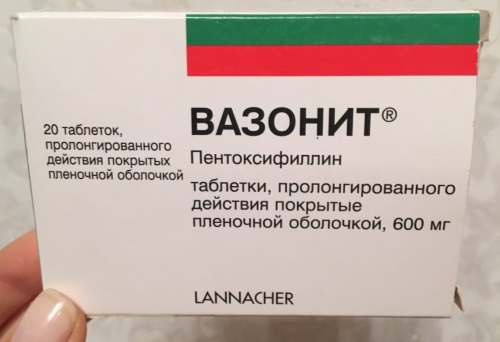 20 таблеток,
пролонгированного
действия покрытых
пленочной оболочкой
ВАЗОНИТ®
Пентоксифиллин
таблетки, пролонгированного
действия покрытые
пленочной оболочкой, 600 мг
LANNACHER